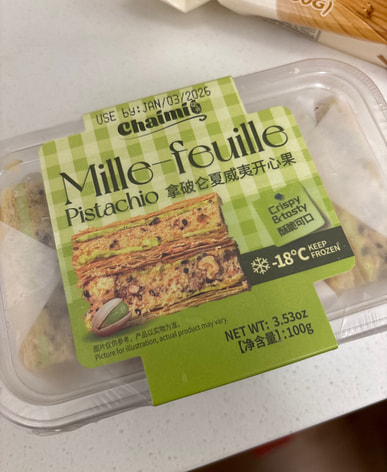 0G)
USE by:JAN/03/2026
Chaimi
Mille-feuille
Pistachio 拿破仑夏威夷开心果
Crispy
&tasty
酥脆可口
-18°C KEEP
FROZEN
图片仅供参考,产品以实物为准。
Picture for illustration, actual product may vary.
NET WT: 3.53oz
【净含量】: 100g